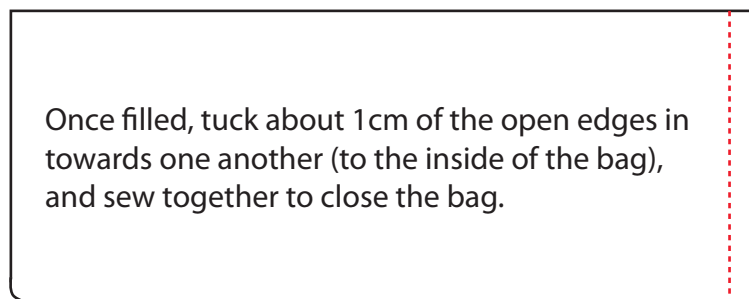 Once filled, tuck about 1cm of the open edges in
towards one another (to the inside of the bag),
and sew together to close the bag.